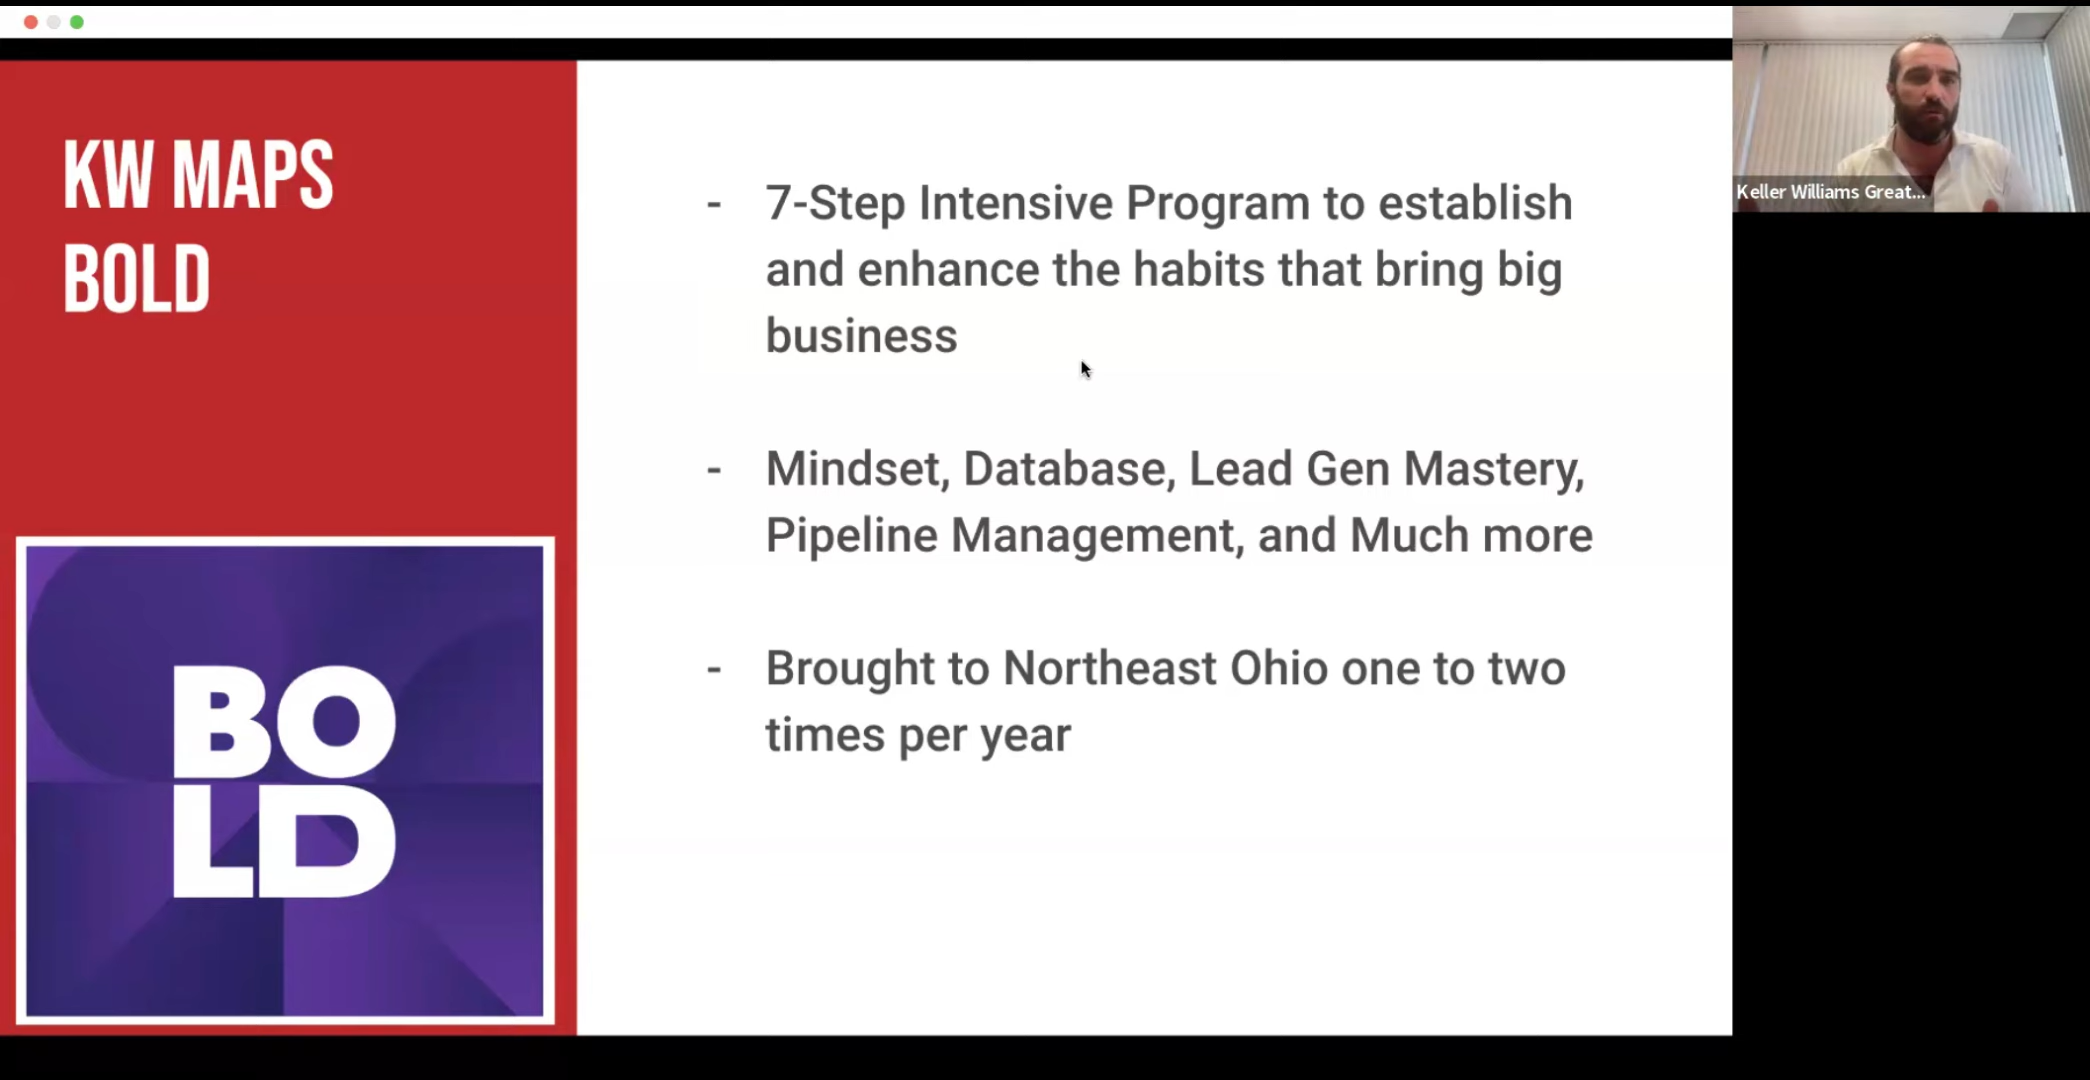 KW MAPS
BOLD
- 7-Step Intensive Program to establish
and enhance the habits that bring big
business
- Mindset, Database, Lead Gen Mastery,
Pipeline Management, and Much more
- Brought to Northeast Ohio one to two
times per year
BO
LD
Keller Williams Great...